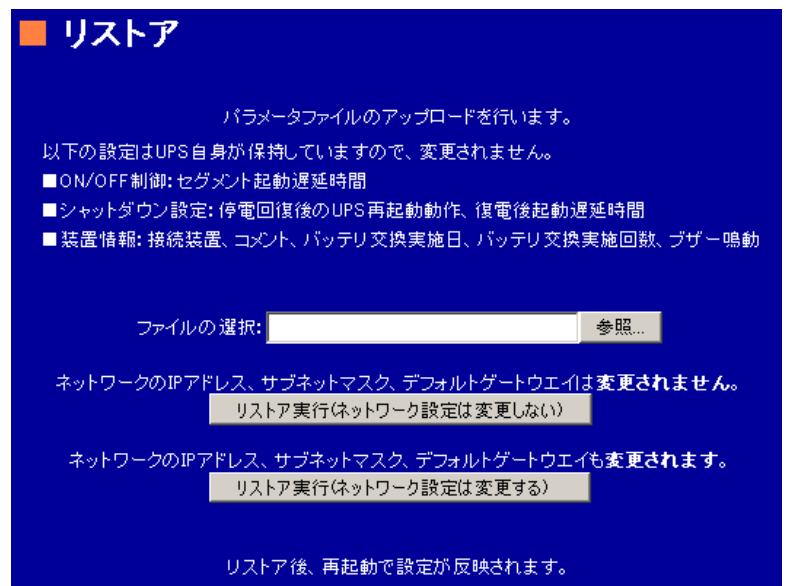 ■ リストア
パラメータファイルのアップロードを行います。
以下の設定はUPS自身が保持していますので、変更されません。
■ON/OFF制御:セグメント起動遅延時間
■シャットダウン設定:停電回復後のUPS再起動動作、復電後起動遅延時間
■装置情報:接続装置、コメント、バッテリ交換実施日、バッテリ交換実施回数、ブザー鳴動
ファイルの選択: 参照...
ネットワークのIPアドレス、サブネットマスク、デフォルトゲートウエイは変更されません。
リストア実行(ネットワーク設定は変更しない)
ネットワークのIPアドレス、サブネットマスク、デフォルトゲートウエイも変更されます。
リストア実行(ネットワーク設定は変更する)
リストア後、再起動で設定が反映されます。